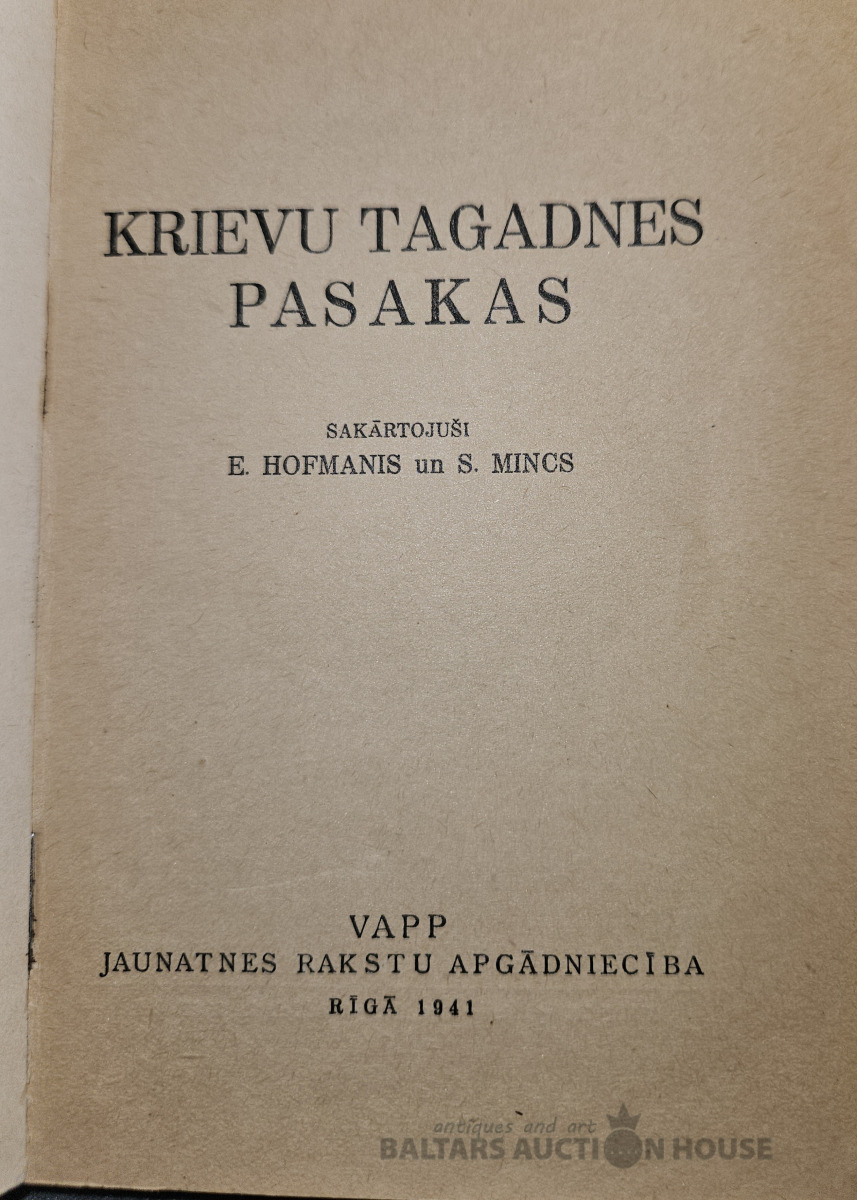 KRIEVU TAGADNES
PASAKAS
SAKĀRTOJUŠI
E. HOFMANIS un S. MINCS
VAPP
JAUNATNES RAKSTU APGĀDNIECĪBA
RĪGĀ 1941
antiques and art
BALTARS AUCTION HOUSE